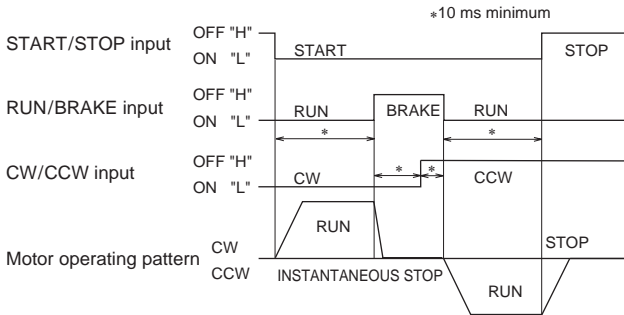 *10 ms minimum
START/STOP input
OFF "H"
ON "L"
START
STOP
RUN/BRAKE input
OFF "H"
ON "L"
RUN
BRAKE
RUN
*
*
CW/CCW input
OFF "H"
ON "L"
CW
*
*
CCW
Motor operating pattern
CW
CCW
RUN
INSTANTANEOUS STOP
RUN
STOP